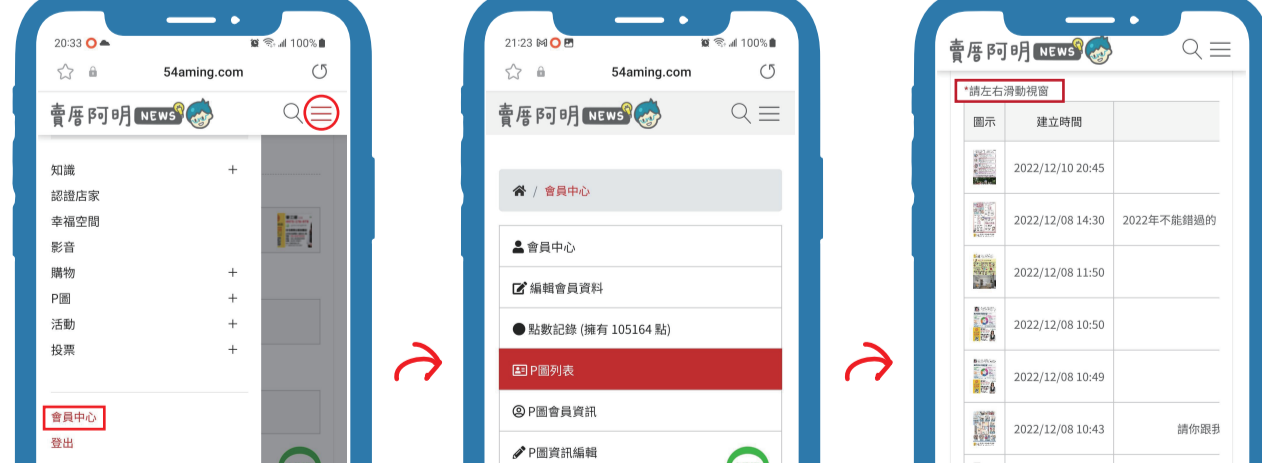 20:33
100%
54aming.com
賣厝阿明 NEWS
知識 +
認證店家
幸福空間
影音
購物 +
P圖 +
活動 +
投票 +
會員中心
登出
21:23
100%
54aming.com
賣厝阿明 NEWS
/ 會員中心
會員中心
編輯會員資料
點數記錄 (擁有 105164 點)
P圖列表
P圖會員資訊
P圖資訊編輯
賣厝阿明 NEWS
*請左右滑動視窗
圖示 建立時間
2022/12/10 20:45
2022/12/08 14:30 2022年不能錯過的
2022/12/08 11:50
2022/12/08 10:50
2022/12/08 10:49
2022/12/08 10:43 請你跟我